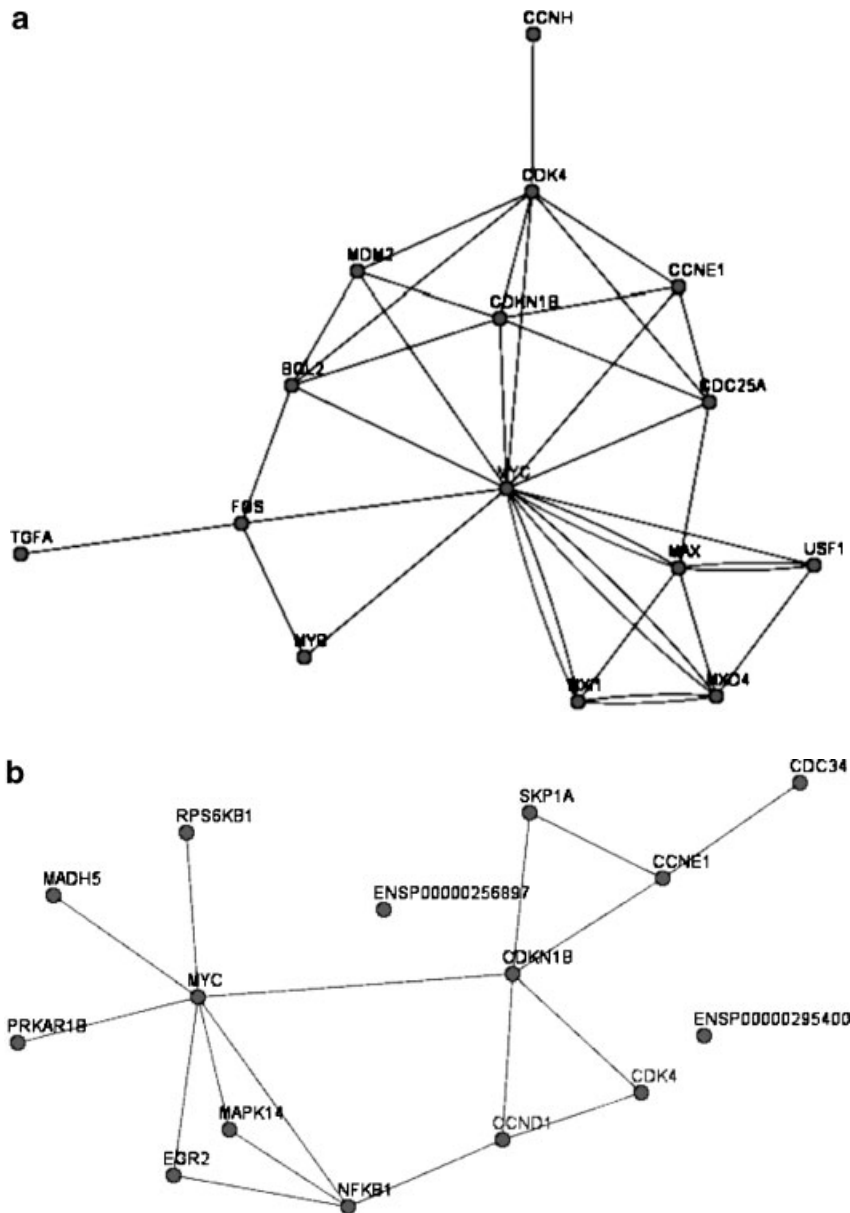 a
CCNH
CDK4
MDM2
CCNE1
CDKN1B
BCL2
CDC25A
MYC
FOS
TGFA
MAX
USF1
MYB
MXI1
MXD4
b
CDC34
SKP1A
RPS6KB1
CCNE1
MADH5
ENSP00000256897
CDKN1B
MYC
ENSP00000295400
PRKAR1B
CDK4
MAPK14
CCND1
EGR2
NFKB1